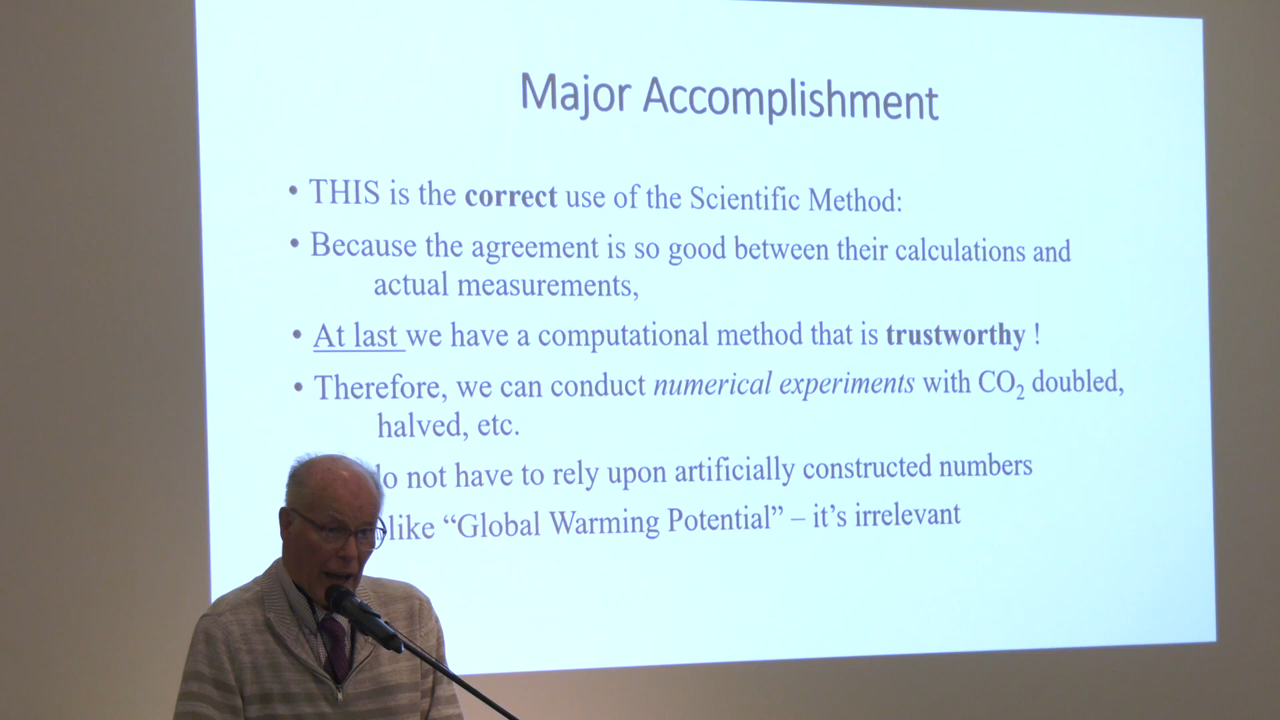 Major Accomplishment
• THIS is the correct use of the Scientific Method:
• Because the agreement is so good between their calculations and
actual measurements,
• At last we have a computational method that is trustworthy !
• Therefore, we can conduct numerical experiments with CO₂ doubled,
halved, etc.
not have to rely upon artificially constructed numbers
like “Global Warming Potential” – it’s irrelevant